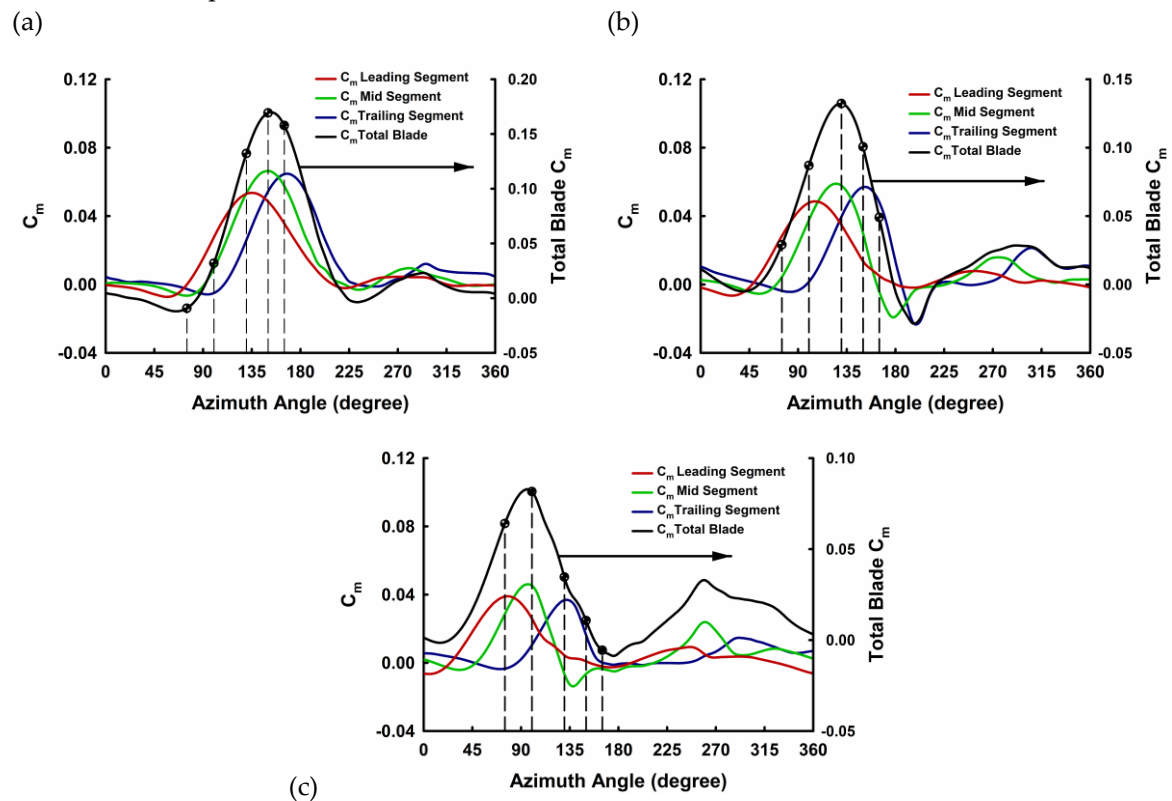 (a)
C_m Leading Segment
C_m Mid Segment
C_m Trailing Segment
C_m Total Blade
0.12
0.08
0.04
0.00
-0.04
C_m
0.20
0.15
0.10
0.05
0.00
-0.05
Total Blade C_m
0 45 90 135 180 225 270 315 360
Azimuth Angle (degree)
(b)
C_m Leading Segment
C_m Mid Segment
C_m Trailing Segment
C_m Total Blade
0.12
0.08
0.04
0.00
-0.04
C_m
0.15
0.10
0.05
0.00
-0.05
Total Blade C_m
0 45 90 135 180 225 270 315 360
Azimuth Angle (degree)
C_m Leading Segment
C_m Mid Segment
C_m Trailing Segment
C_m Total Blade
0.12
0.08
0.04
0.00
-0.04
C_m
0.10
0.05
0.00
-0.05
Total Blade C_m
0 45 90 135 180 225 270 315 360
Azimuth Angle (degree)
(c)